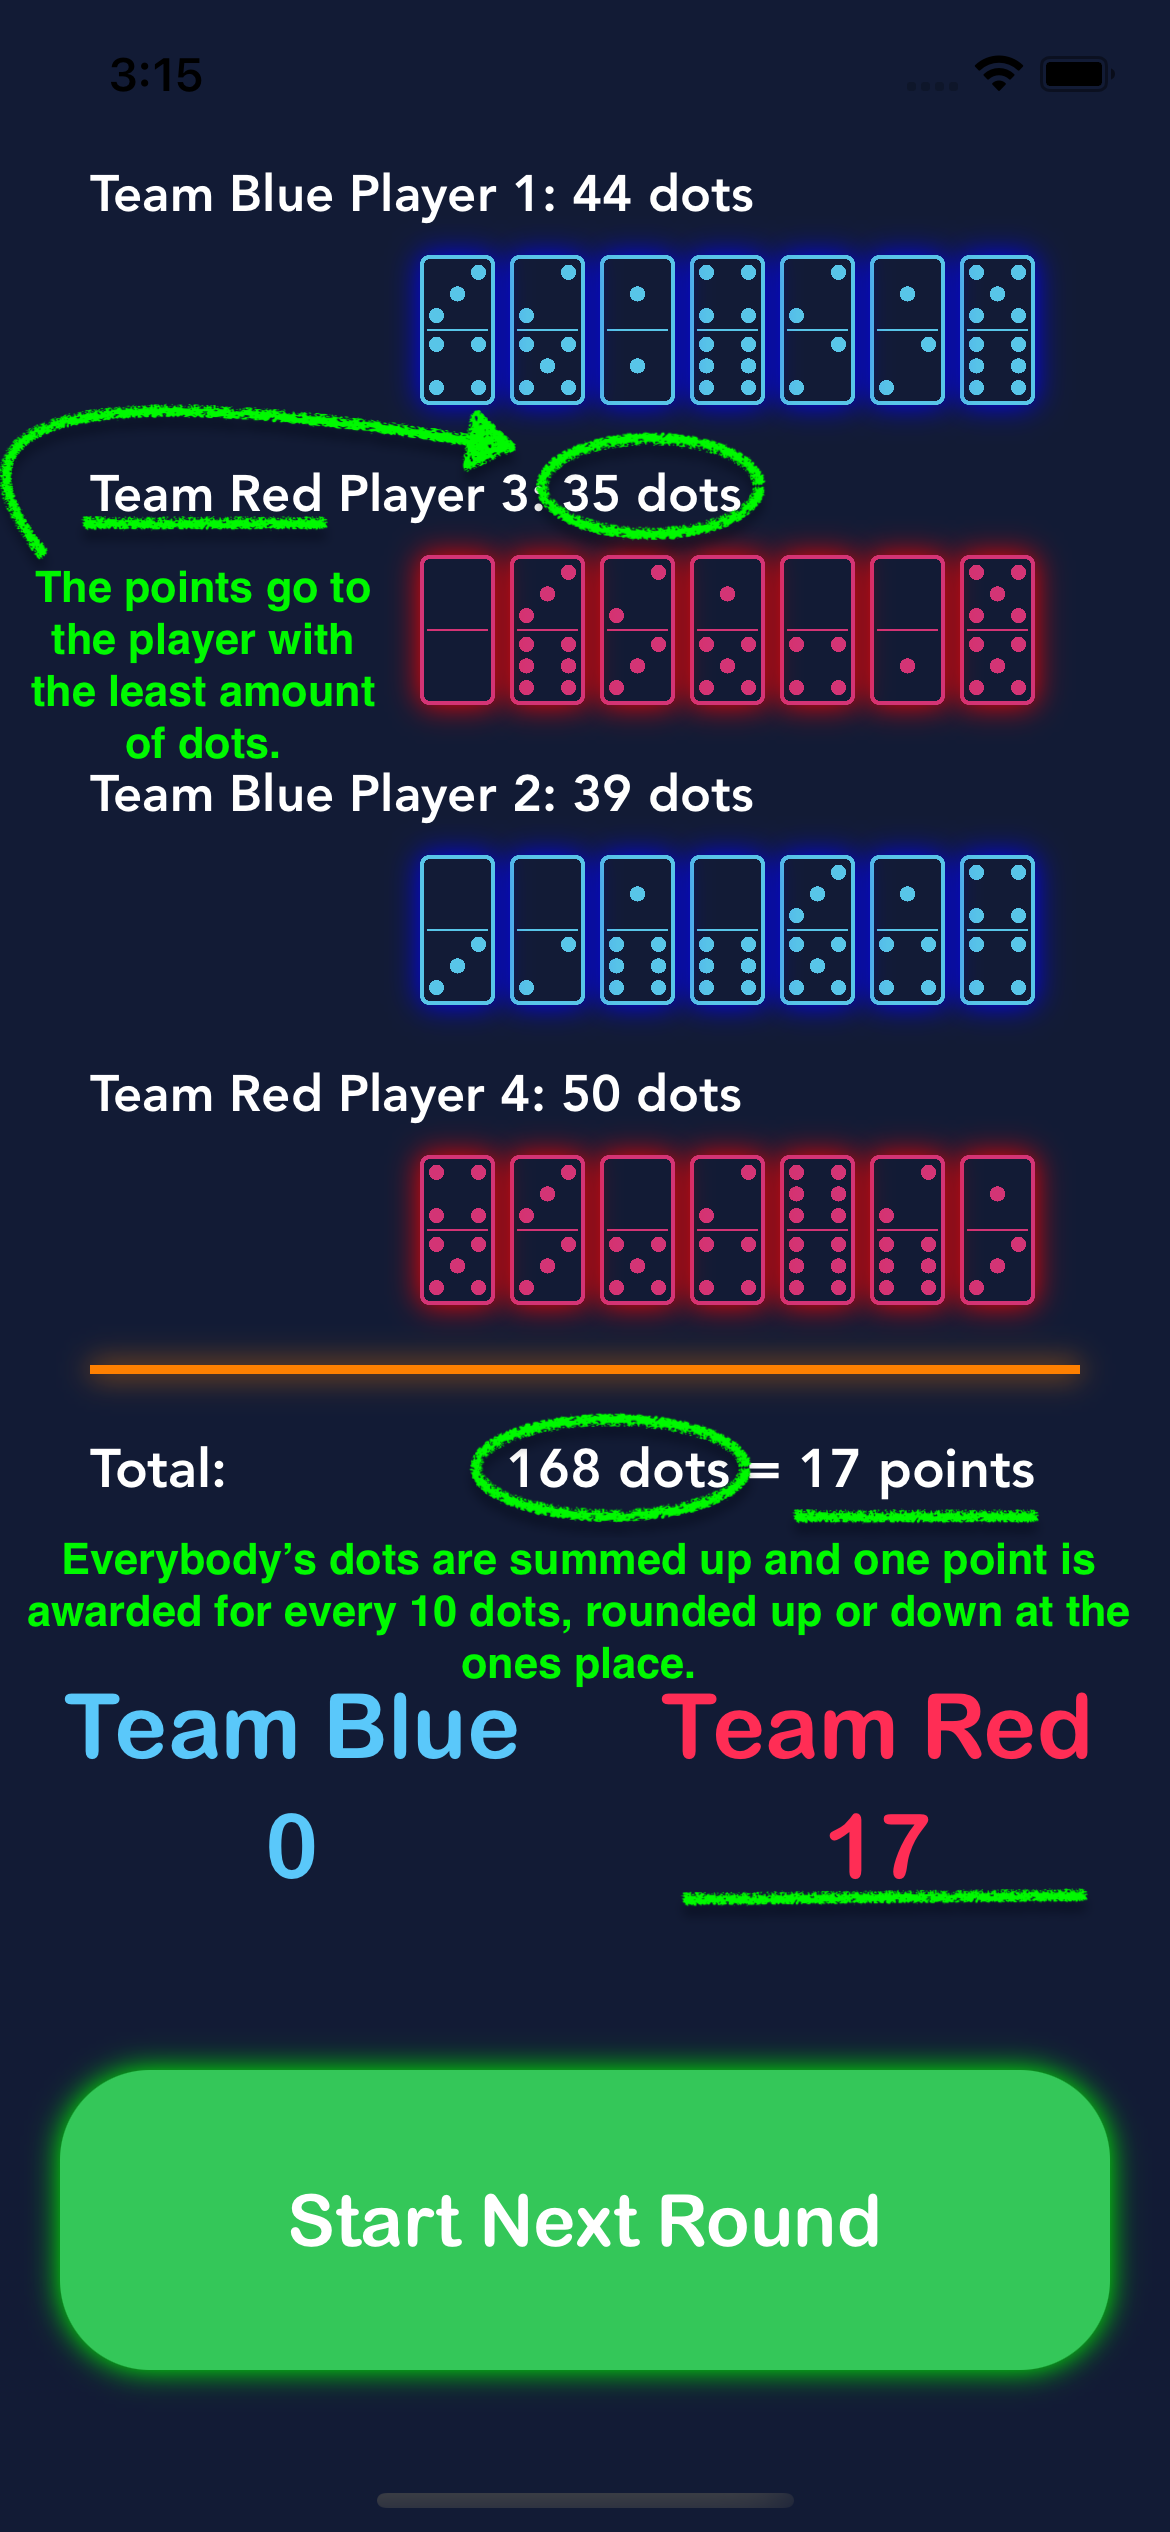 3:15
Team Blue Player 1: 44 dots
Team Red Player 3: 35 dots
The points go to
the player with
the least amount
of dots.
Team Blue Player 2: 39 dots
Team Red Player 4: 50 dots
Total: 168 dots = 17 points
Everybody’s dots are summed up and one point is
awarded for every 10 dots, rounded up or down at the
ones place.
Team Blue Team Red
0 17
Start Next Round